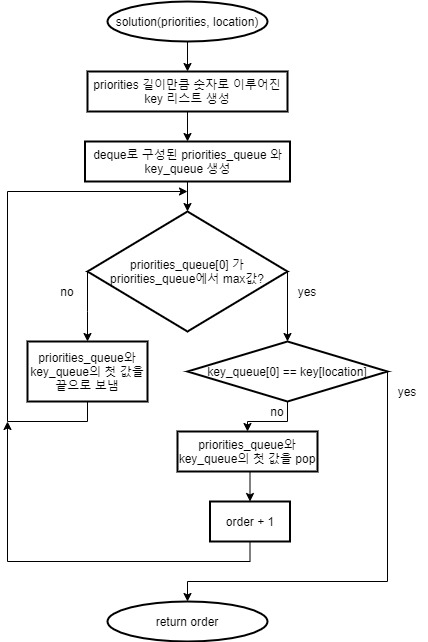 solution(priorities, location)
priorities 길이만큼 숫자로 이루어진
key 리스트 생성
deque로 구성된 priorities_queue 와
key_queue 생성
priorities_queue[0] 가
priorities_queue에서 max값?
no
yes
priorities_queue와
key_queue의 첫 값을
끝으로 보냄
key_queue[0] == key[location]
yes
no
priorities_queue와
key_queue의 첫 값을 pop
order + 1
return order